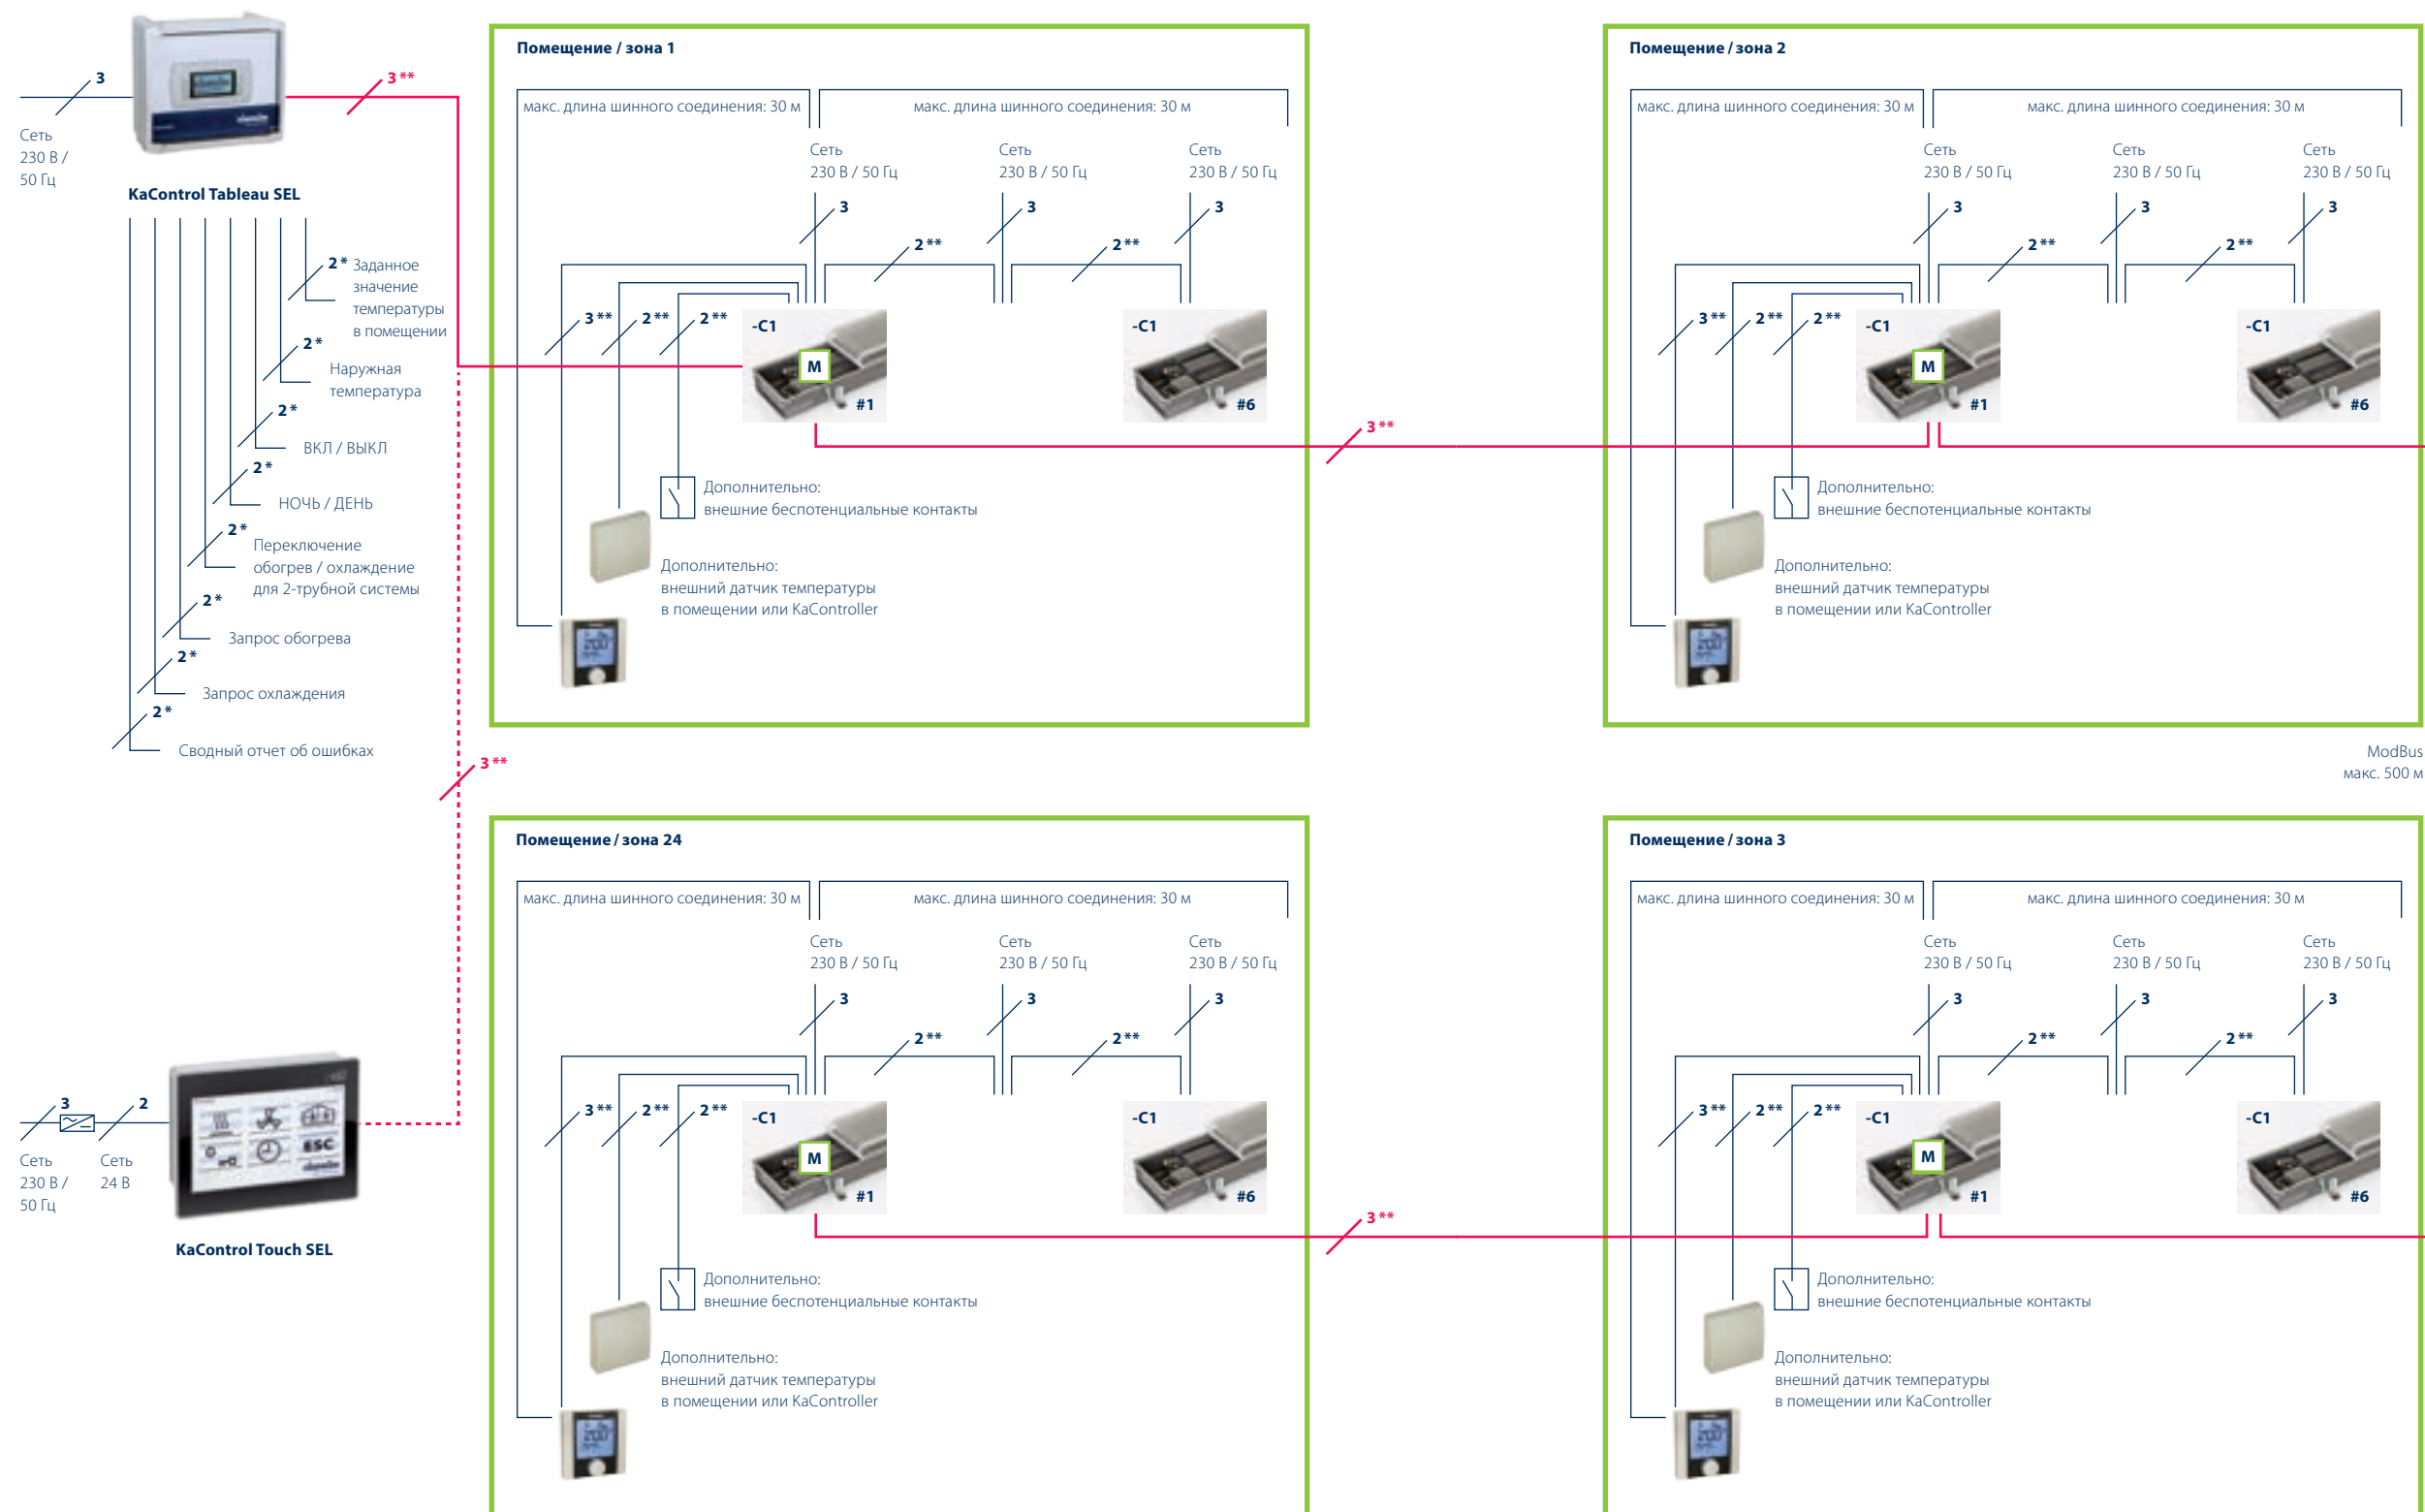 3
Сеть
230 В /
50 Гц
KaControl Tableau SEL
3 **
2 * Заданное
значение
температуры
в помещении
2 *
Наружная
температура
2 *
ВКЛ / ВЫКЛ
2 *
НОЧЬ / ДЕНЬ
2 *
Переключение
обогрев / охлаждение
для 2-трубной системы
2 *
Запрос обогрева
2 *
Запрос охлаждения
2 *
Сводный отчет об ошибках
3 **
3
2
Сеть
230 В /
50 Гц
Сеть
24 В
ESC
KaControl Touch SEL
Помещение / зона 1
макс. длина шинного соединения: 30 м
макс. длина шинного соединения: 30 м
Сеть
230 В / 50 Гц
Сеть
230 В / 50 Гц
Сеть
230 В / 50 Гц
3
3
3
2 **
2 **
3 **
2 **
2 **
-C1
M
#1
-C1
#6
Дополнительно:
внешние беспотенциальные контакты
Дополнительно:
внешний датчик температуры
в помещении или KaController
3 **
Помещение / зона 2
макс. длина шинного соединения: 30 м
макс. длина шинного соединения: 30 м
Сеть
230 В / 50 Гц
Сеть
230 В / 50 Гц
Сеть
230 В / 50 Гц
3
3
3
2 **
2 **
3 **
2 **
2 **
-C1
M
#1
-C1
#6
Дополнительно:
внешние беспотенциальные контакты
Дополнительно:
внешний датчик температуры
в помещении или KaController
ModBus
макс. 500 м
Помещение / зона 24
макс. длина шинного соединения: 30 м
макс. длина шинного соединения: 30 м
Сеть
230 В / 50 Гц
Сеть
230 В / 50 Гц
Сеть
230 В / 50 Гц
3
3
3
2 **
2 **
3 **
2 **
2 **
-C1
M
#1
-C1
#6
Дополнительно:
внешние беспотенциальные контакты
Дополнительно:
внешний датчик температуры
в помещении или KaController
3 **
Помещение / зона 3
макс. длина шинного соединения: 30 м
макс. длина шинного соединения: 30 м
Сеть
230 В / 50 Гц
Сеть
230 В / 50 Гц
Сеть
230 В / 50 Гц
3
3
3
2 **
2 **
3 **
2 **
2 **
-C1
M
#1
-C1
#6
Дополнительно:
внешние беспотенциальные контакты
Дополнительно:
внешний датчик температуры
в помещении или KaController